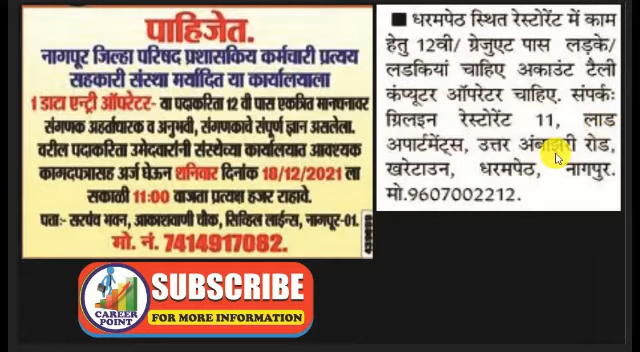 पाहिजेत.
नागपूर जिल्हा परिषद प्रशासकिय कर्मचारी प्रत्यय
सहकारी संस्था मर्यादित या कार्यालयाला
1 डाटा एन्ट्री ऑपरेटर- या पदाकरिता 12 वी पास एकत्रित मानधनावर
संगणक अहर्ताधारक व अनुभवी, संगणकाचे संपूर्ण ज्ञान असलेला.
वरील पदाकरिता उमेदवारांनी संस्थेच्या कार्यालयात आवश्यक
कागदपत्रासह अर्ज घेऊन शनिवार दिनांक 18/12/2021 ला
सकाळी 11:00 वाजता प्रत्यक्ष हजर राहावे.
पता:- सरपंच भवन, आकाशवाणी चौक, सिव्हिल लाईन्स, नागपूर-01.
मो. नं. 7414917082.
■ धरमपेठ स्थित रेस्टोरेंट में काम
हेतु 12वी/ ग्रेजुएट पास लड़के/
लडकियां चाहिए अकाउंट टैली
कंप्यूटर ऑपरेटर चाहिए. संपर्कः
ग्रिलइन रेस्टोरेंट 11, लाड
अपार्टमेंट्स, उत्तर अंबाझरी रोड,
खरेटाउन, धरमपेठ, नागपुर.
मो.9607002212.
CAREER
POINT
SUBSCRIBE
FOR MORE INFORMATION